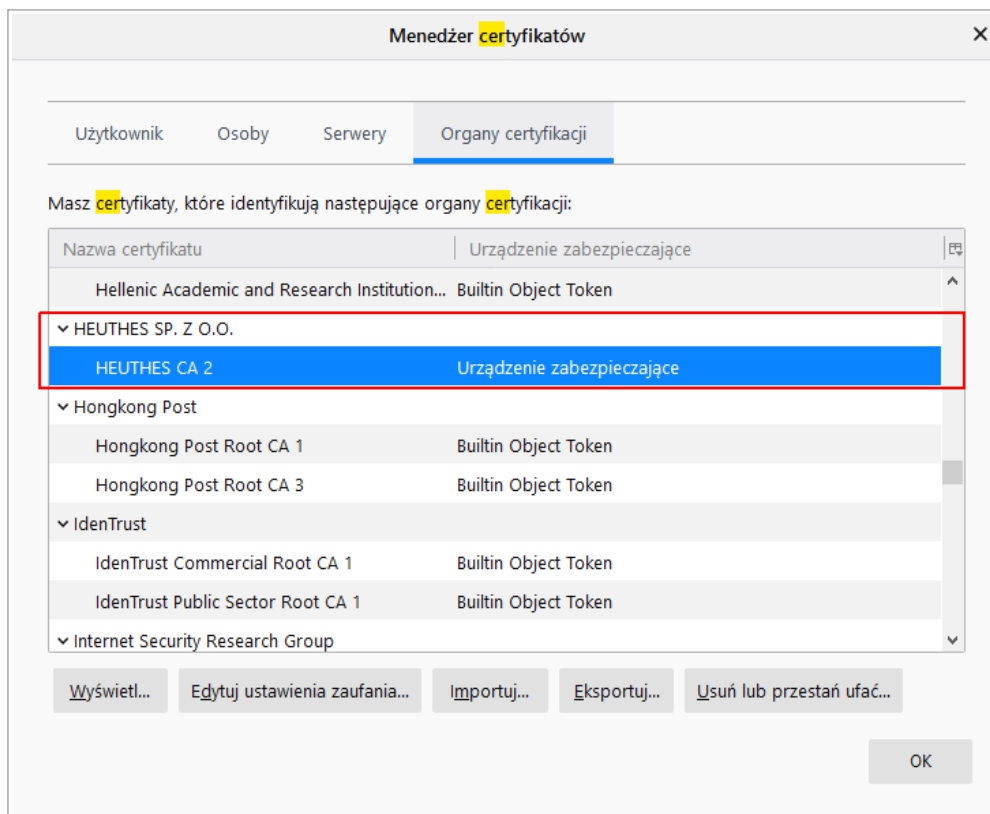 Menedżer certyfikatów
Użytkownik Osoby Serwery Organy certyfikacji
Masz certyfikaty, które identyfikują następujące organy certyfikacji:
Nazwa certyfikatu Urządzenie zabezpieczające
Hellenic Academic and Research Institution... Builtin Object Token
HEUTHES SP. Z O.O.
HEUTHES CA 2 Urządzenie zabezpieczające
Hongkong Post
Hongkong Post Root CA 1 Builtin Object Token
Hongkong Post Root CA 3 Builtin Object Token
IdenTrust
IdenTrust Commercial Root CA 1 Builtin Object Token
IdenTrust Public Sector Root CA 1 Builtin Object Token
Internet Security Research Group
Wyświetl... Edytuj ustawienia zaufania... Importuj... Eksportuj... Usuń lub przestań ufać...
OK